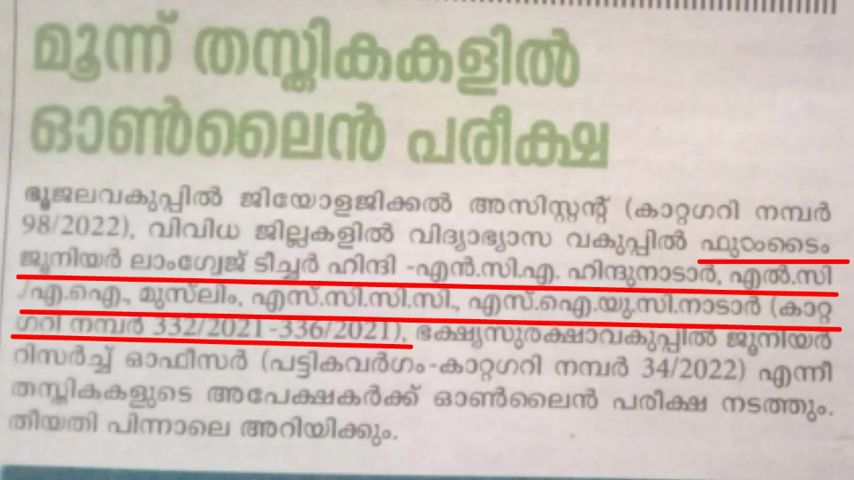 മൂന്ന് തസ്തികകളിൽ
ഓൺലൈൻ പരീക്ഷ
ഭൂജലവകുപ്പിൽ ജിയോളജിക്കൽ അസിസ്റ്റന്റ് (കാറ്റഗറി നമ്പർ
98/2022), വിവിധ ജില്ലകളിൽ വിദ്യാഭ്യാസ വകുപ്പിൽ ഫുൾടൈം
ജൂനിയർ ലാംഗ്വേജ് ടീച്ചർ ഹിന്ദി -എൻ.സി.എ. ഹിന്ദുനാടാർ, എൽ.സി
/എ.ഐ., മുസ്‌ലിം, എസ്.സി.സി.സി., എസ്.ഐ.യു.സി.നാടാർ (കാറ്റ
ഗറി നമ്പർ 332/2021-336/2021), ഭക്ഷ്യസുരക്ഷാവകുപ്പിൽ ജൂനിയർ
റിസർച്ച് ഓഫീസർ (പട്ടികവർഗം-കാറ്റഗറി നമ്പർ 34/2022) എന്നീ
തസ്തികകളുടെ അപേക്ഷകർക്ക് ഓൺലൈൻ പരീക്ഷ നടത്തും.
തീയതി പിന്നാലെ അറിയിക്കും.